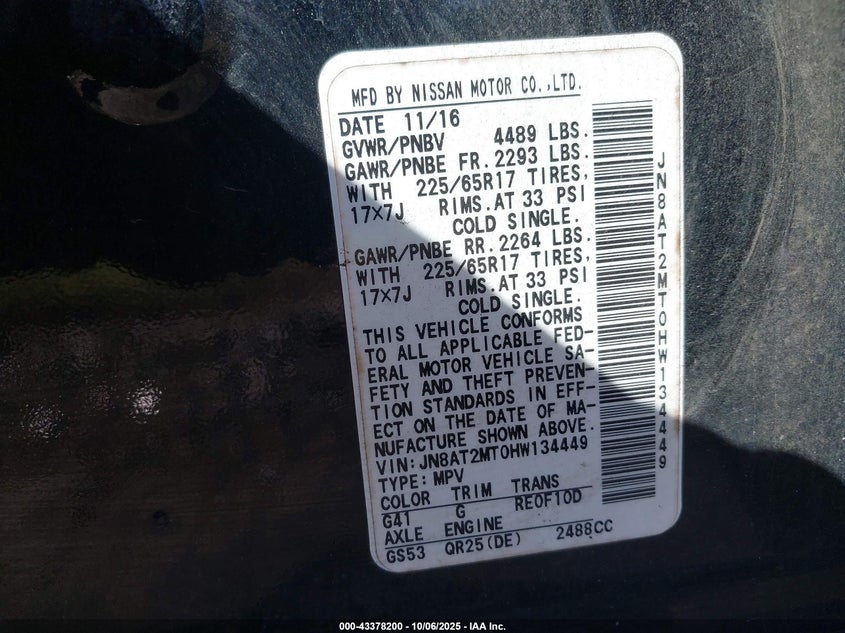 MFD BY NISSAN MOTOR CO.,LTD.
DATE 11/16
GVWR/PNBV 4489 LBS.
GAWR/PNBE FR. 2293 LBS.
WITH 225/65R17 TIRES,
17×7J RIMS. AT 33 PSI
COLD SINGLE.
GAWR/PNBE RR. 2264 LBS.
WITH 225/65R17 TIRES,
17×7J RIMS. AT 33 PSI
COLD SINGLE.
THIS VEHICLE CONFORMS
TO ALL APPLICABLE FED-
ERAL MOTOR VEHICLE SA-
FETY AND THEFT PREVEN-
TION STANDARDS IN EFF-
ECT ON THE DATE OF MA-
NUFACTURE SHOWN ABOVE.
VIN: JN8AT2MT0HW134449
TYPE: MPV
COLOR TRIM TRANS
G41 G RE0F10D
AXLE ENGINE
GS53 QR25(DE) 2488CC
JN8AT2MT0HW134449
000-43378200 - 10/06/2025 - IAA Inc.